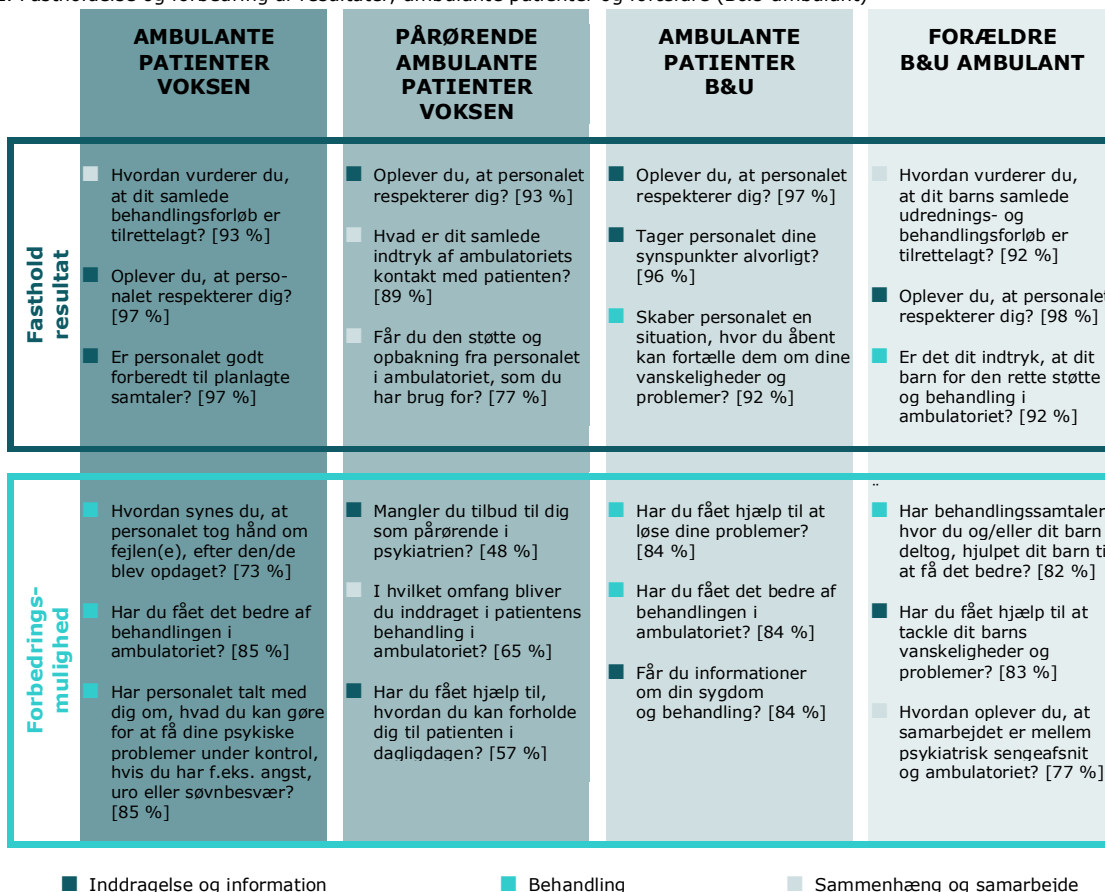 Fastholdelse og forbedring af resultater, ambulante patienter og forældre (B&U-ambulant)
AMBULANTE
PATIENTER
VOKSEN
PÅRØRENDE
AMBULANTE
PATIENTER
VOKSEN
AMBULANTE
PATIENTER
B&U
FORÆLDRE
B&U AMBULANT
Fasthold
resultat
Hvordan vurderer du,
at dit samlede
behandlingsforløb er
tilrettelagt? [93 %]
Oplever du, at perso-
nalet respekterer dig?
[97 %]
Er personalet godt
forberedt til planlagte
samtaler? [97 %]
Oplever du, at personalet
respekterer dig? [93 %]
Hvad er dit samlede
indtryk af ambulatoriets
kontakt med patienten?
[89 %]
Får du den støtte og
opbakning fra personalet
i ambulatoriet, som du
har brug for? [77 %]
Oplever du, at personalet
respekterer dig? [97 %]
Tager personalet dine
synspunkter alvorligt?
[96 %]
Skaber personalet en
situation, hvor du åbent
kan fortælle dem om dine
vanskeligheder og
problemer? [92 %]
Hvordan vurderer du,
at dit barns samlede
udrednings- og
behandlingsforløb er
tilrettelagt? [92 %]
Oplever du, at personalet
respekterer dig? [98 %]
Er det dit indtryk, at dit
barn for den rette støtte
og behandling i
ambulatoriet? [92 %]
Forbedrings-
mulighed
Hvordan synes du, at
personalet tog hånd om
fejlen(e), efter den/de
blev opdaget? [73 %]
Har du fået det bedre af
behandlingen i
ambulatoriet? [85 %]
Har personalet talt med
dig om, hvad du kan gøre
for at få dine psykiske
problemer under kontrol,
hvis du har f.eks. angst,
uro eller søvnbesvær?
[85 %]
Mangler du tilbud til dig
som pårørende i
psykiatrien? [48 %]
I hvilket omfang bliver
du inddraget i patientens
behandling i
ambulatoriet? [65 %]
Har du fået hjælp til,
hvordan du kan forholde
dig til patienten i
dagligdagen? [57 %]
Har du fået hjælp til at
løse dine problemer?
[84 %]
Har du fået det bedre af
behandlingen i
ambulatoriet? [84 %]
Får du informationer
om din sygdom
og behandling? [84 %]
Har behandlingssamtaler
hvor du og/eller dit barn
deltog, hjulpet dit barn ti
at få det bedre? [82 %]
Har du fået hjælp til at
tackle dit barns
vanskeligheder og
problemer? [83 %]
Hvordan oplever du, at
samarbejdet er mellem
psykiatrisk sengeafsnit
og ambulatoriet? [77 %]
Inddragelse og information
Behandling
Sammenhæng og samarbejde